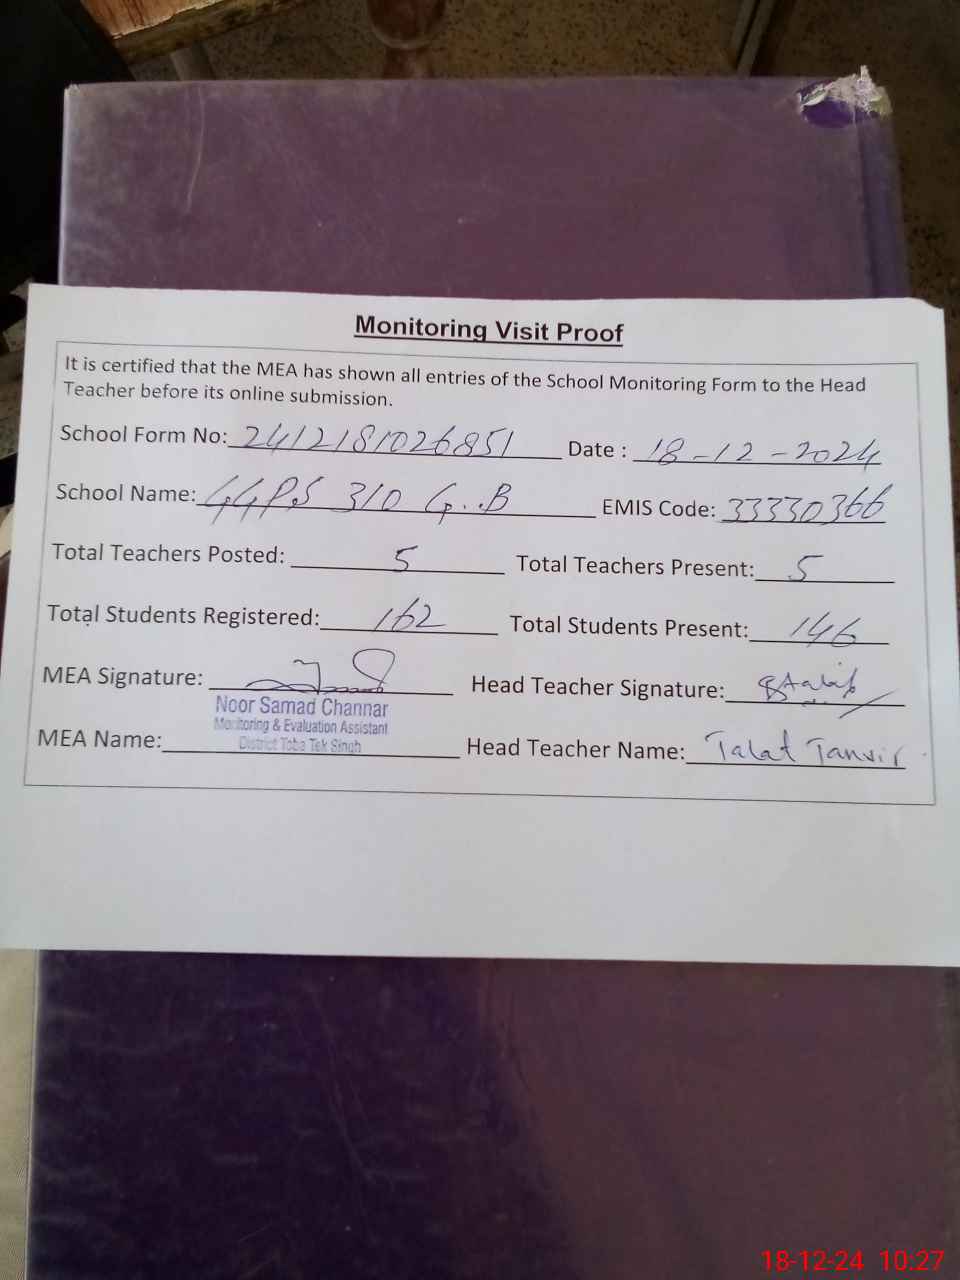 Monitoring Visit Proof
It is certified that the MEA has shown all entries of the School Monitoring Form to the Head
Teacher before its online submission.
School Form No: 2412181026851 Date : 18-12-2024
School Name: GGPS 310 G.B EMIS Code: 33330366
Total Teachers Posted: 5 Total Teachers Present: 5
Total Students Registered: 162 Total Students Present: 146
MEA Signature: Head Teacher Signature:
Noor Samad Channar
Monitoring & Evaluation Assistant
District Toba Tek Singh
MEA Name: Head Teacher Name: Talat Tanvir
18-12-24 10:27